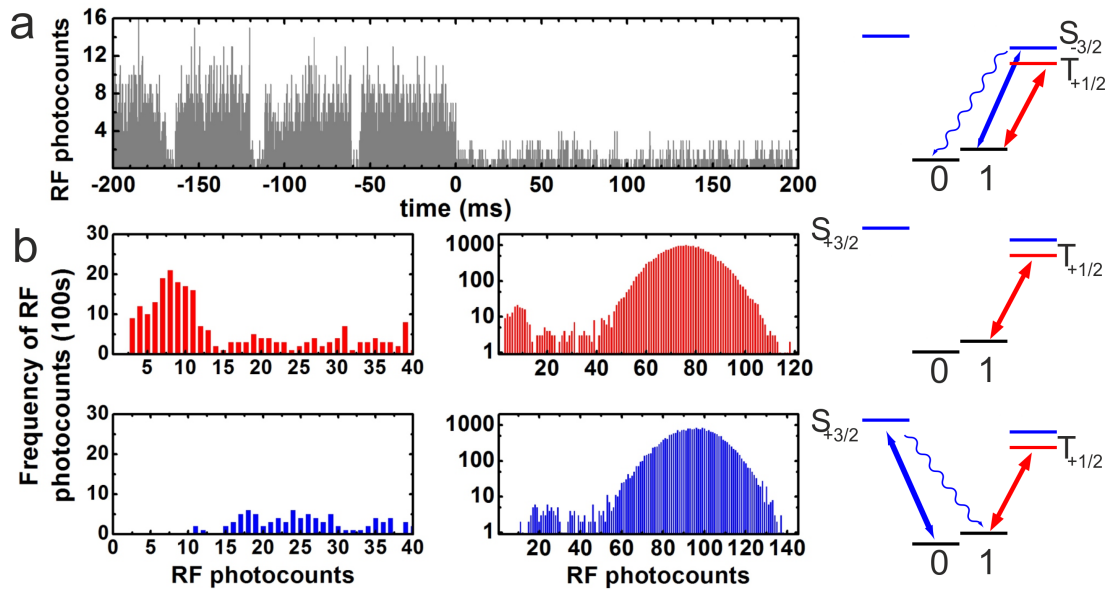 a
RF photocounts
16
12
8
4
-200 -150 -100 -50 0 50 100 150 200
time (ms)
S-3/2
T+1/2
0 1
b
Frequency of RF
photocounts (100s)
30
20
10
0
5 10 15 20 25 30 35 40
1000
100
10
1
20 40 60 80 100 120
S+3/2
T+1/2
0 1
30
20
10
0
0 5 10 15 20 25 30 35 40
RF photocounts
1000
100
10
1
20 40 60 80 100 120 140
RF photocounts
S+3/2
T+1/2
0 1